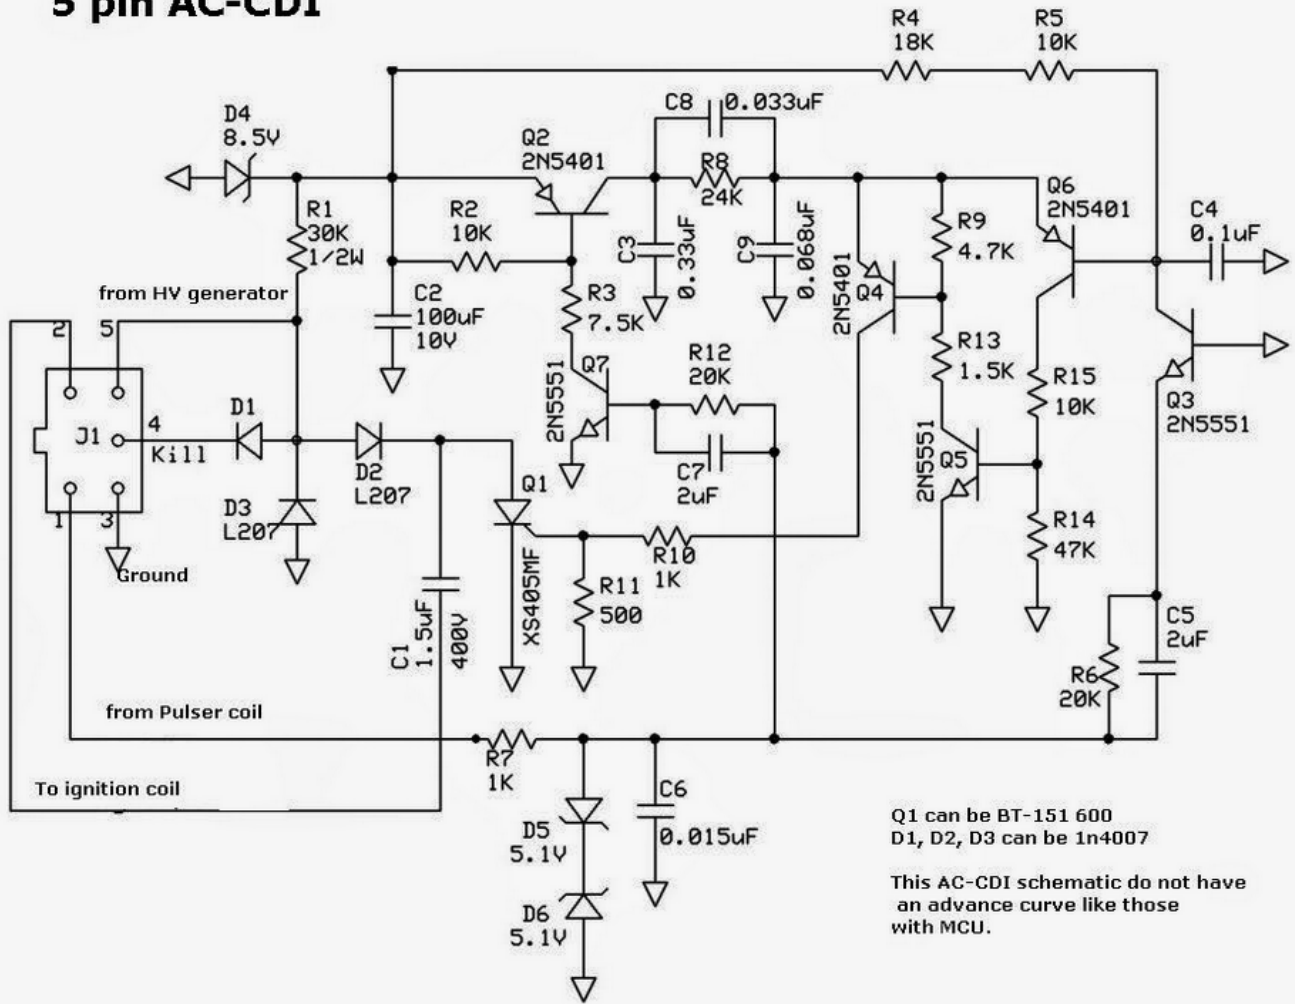 5 pin AC-CDI
R4
18K
R5
10K
D4
8.5V
C8
0.033uF
Q2
2N5401
R8
24K
R1
30K
1/2W
R2
10K
C3
0.33uF
C9
0.068uF
2N5401
Q4
R9
4.7K
Q6
2N5401
C4
0.1uF
from HV generator
C2
100uF
10V
R3
7.5K
R13
1.5K
2
5
Q7
2N5551
R12
20K
R15
10K
Q3
2N5551
J1
4
Kill
D1
D2
L207
C7
2uF
2N5551
Q5
D3
L207
Q1
XS405MF
1
3
Ground
R10
1K
R14
47K
R11
500
C1
1.5uF
400V
C5
2uF
R6
20K
from Pulser coil
R7
1K
To ignition coil
C6
0.015uF
D5
5.1V
D6
5.1V
Q1 can be BT-151 600
D1, D2, D3 can be 1n4007
This AC-CDI schematic do not have
an advance curve like those
with MCU.